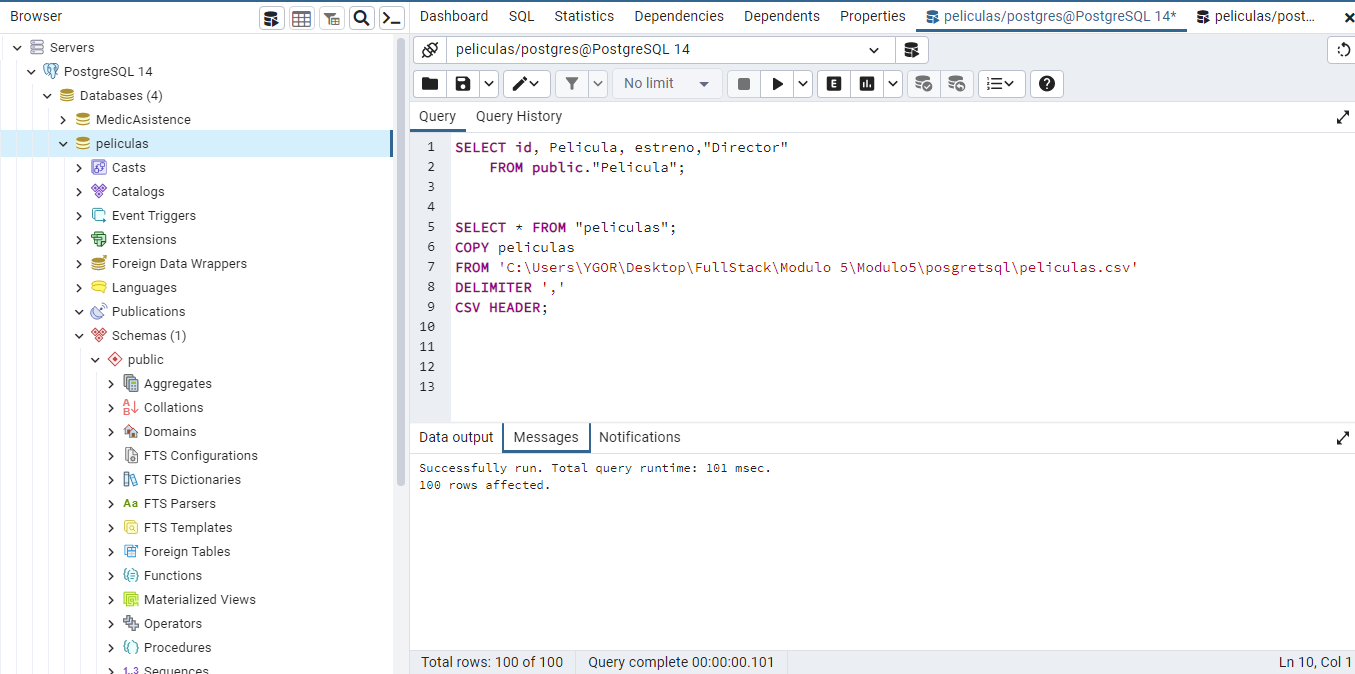 Browser
Dashboard SQL Statistics Dependencies Dependents Properties peliculas/postgres@PostgreSQL 14* peliculas/post...
Servers
PostgreSQL 14
Databases (4)
MedicAsistence
peliculas
Casts
Catalogs
Event Triggers
Extensions
Foreign Data Wrappers
Languages
Publications
Schemas (1)
public
Aggregates
Collations
Domains
FTS Configurations
FTS Dictionaries
Aa FTS Parsers
FTS Templates
Foreign Tables
Functions
Materialized Views
Operators
Procedures
1..3 Sequences
peliculas/postgres@PostgreSQL 14
No limit
E
Query Query History
1 SELECT id, Pelicula, estreno,"Director"
2 FROM public."Pelicula";
3
4
5 SELECT * FROM "peliculas";
6 COPY peliculas
7 FROM 'C:\Users\YGOR\Desktop\FullStack\Modulo 5\Modulo5\posgretsql\peliculas.csv'
8 DELIMITER ','
9 CSV HEADER;
10
11
12
13
Data output Messages Notifications
Successfully run. Total query runtime: 101 msec.
100 rows affected.
Total rows: 100 of 100 Query complete 00:00:00.101 Ln 10, Col 1